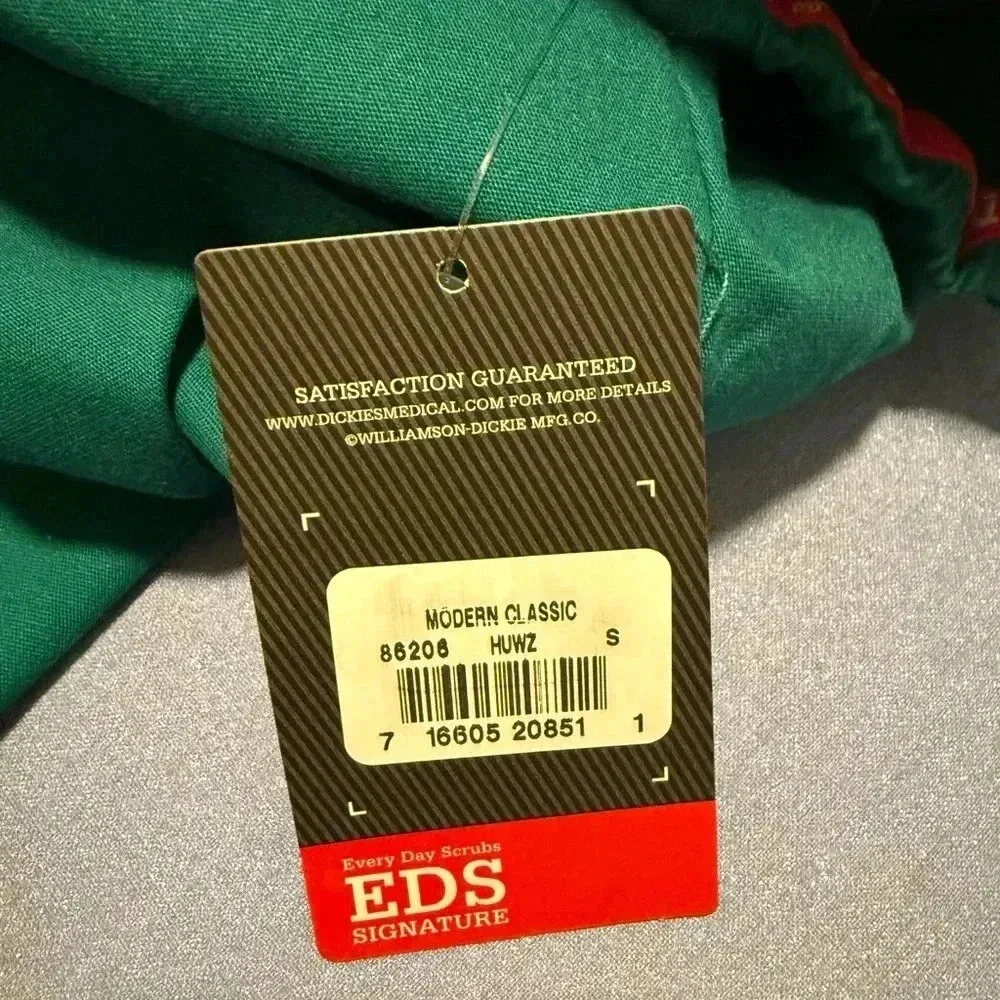 SATISFACTION GUARANTEED
WWW.DICKIESMEDICAL.COM FOR MORE DETAILS
©WILLIAMSON-DICKIE MFG.CO.
MODERN CLASSIC
86206 HUWZ S
7 16605 20851 1
Every Day Scrubs
EDS
SIGNATURE